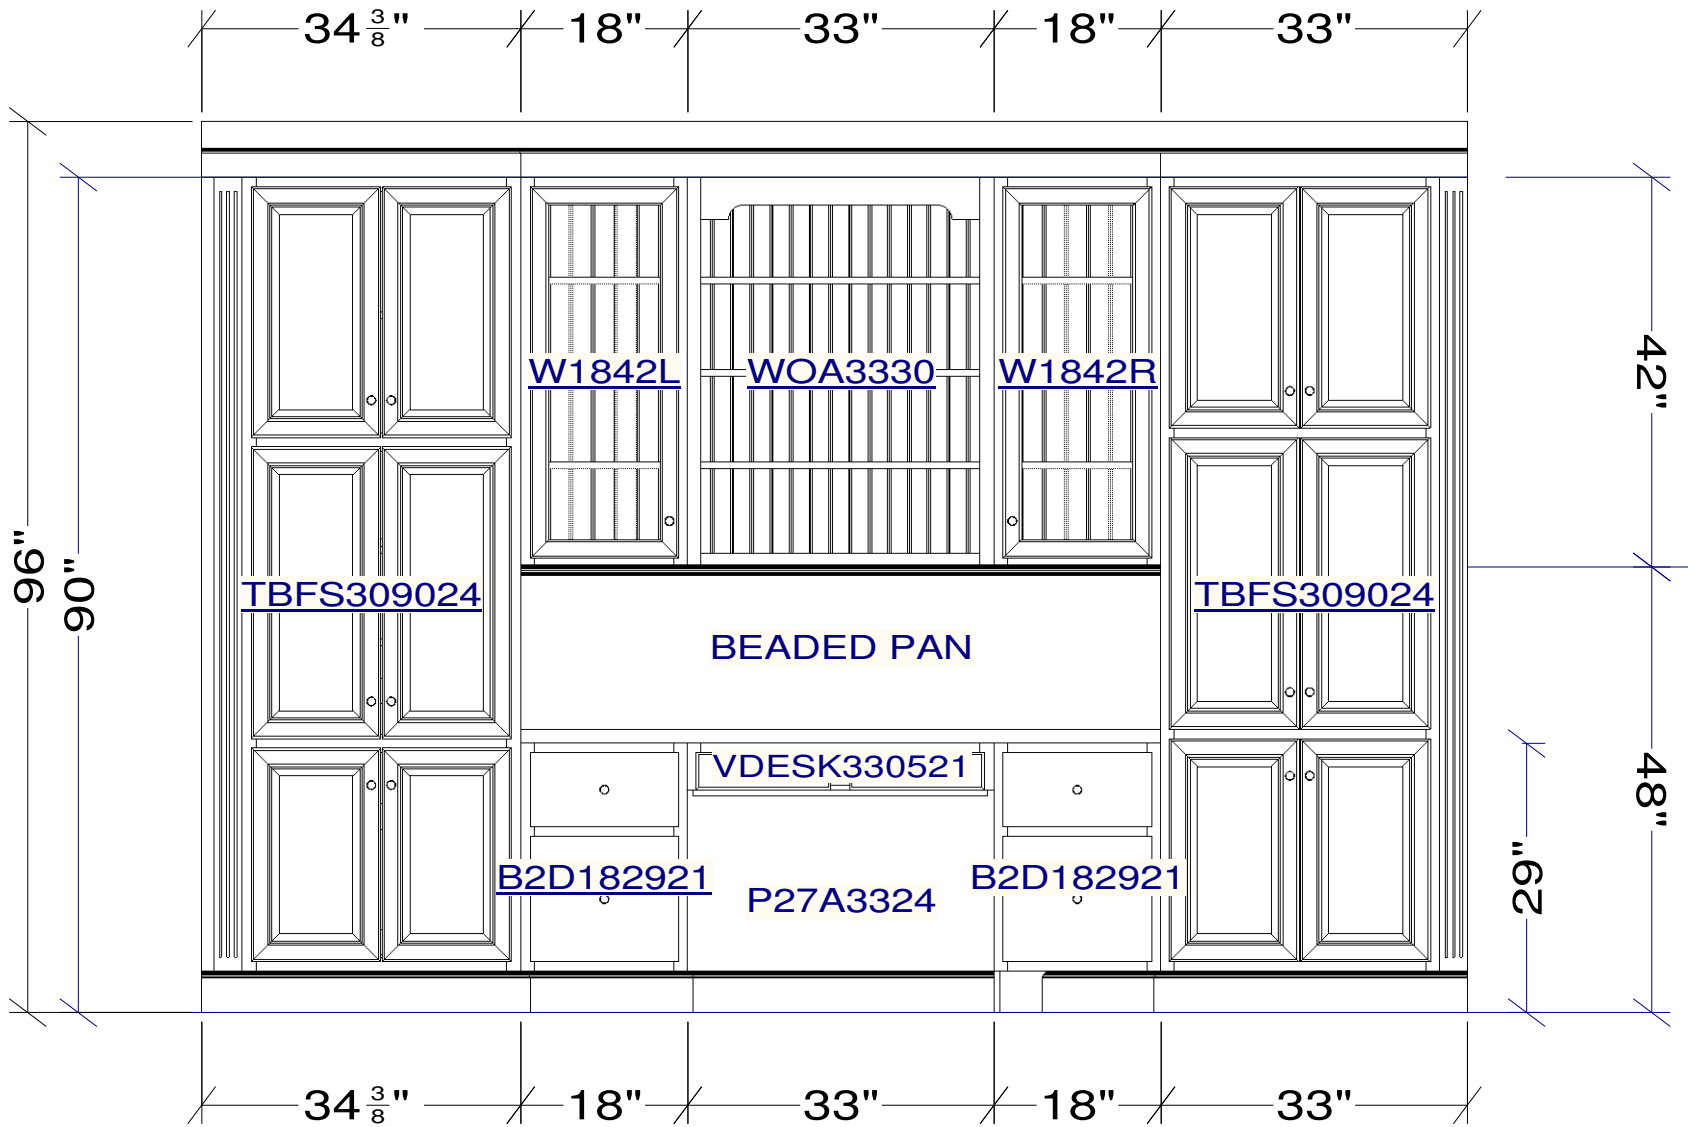 34 3/8" 18" 33" 18" 33"
42"
W1842L WOA3330 W1842R
96"
90"
TBFS309024 TBFS309024
BEADED PAN
VDESK330521
48"
29"
B2D182921 P27A3324 B2D182921
34 3/8" 18" 33" 18" 33"